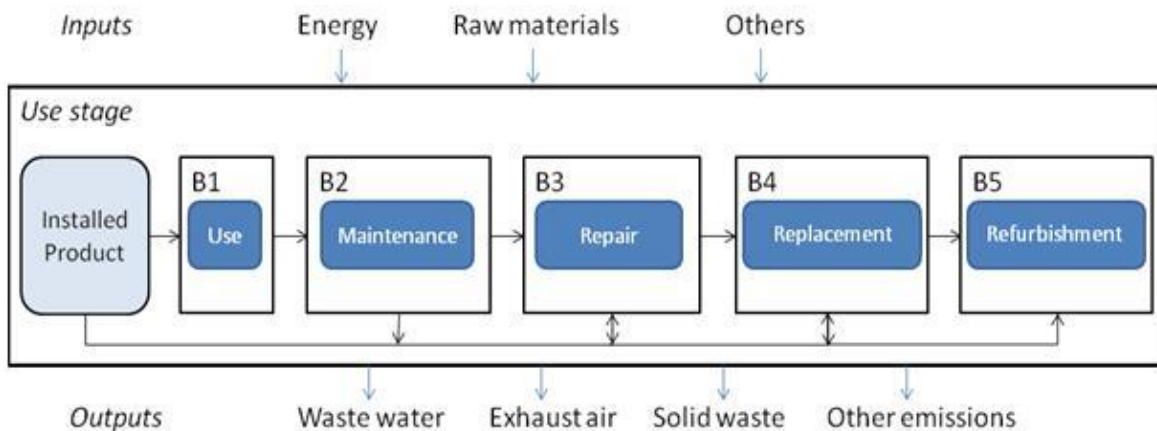 Inputs Energy Raw materials Others
Use stage
B1 B2 B3 B4 B5
Installed
Product
Use Maintenance Repair Replacement Refurbishment
Outputs Waste water Exhaust air Solid waste Other emissions